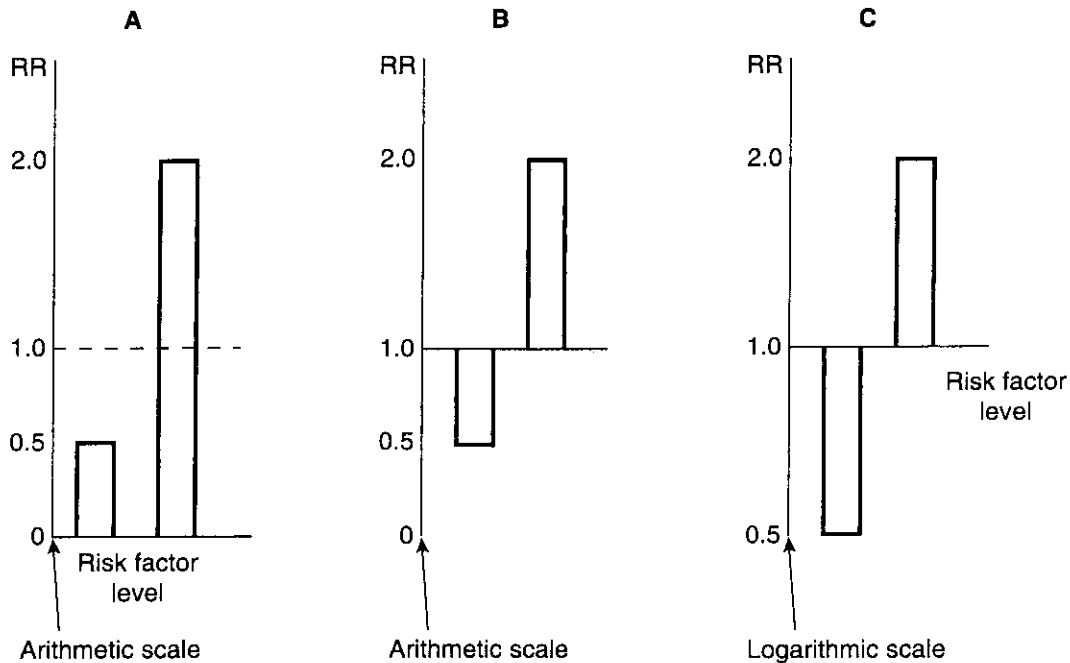 A
RR
2.0
1.0
0.5
0
Risk factor
level
Arithmetic scale
B
RR
2.0
1.0
0.5
0
Arithmetic scale
C
RR
2.0
1.0
0.5
Risk factor
level
Logarithmic scale